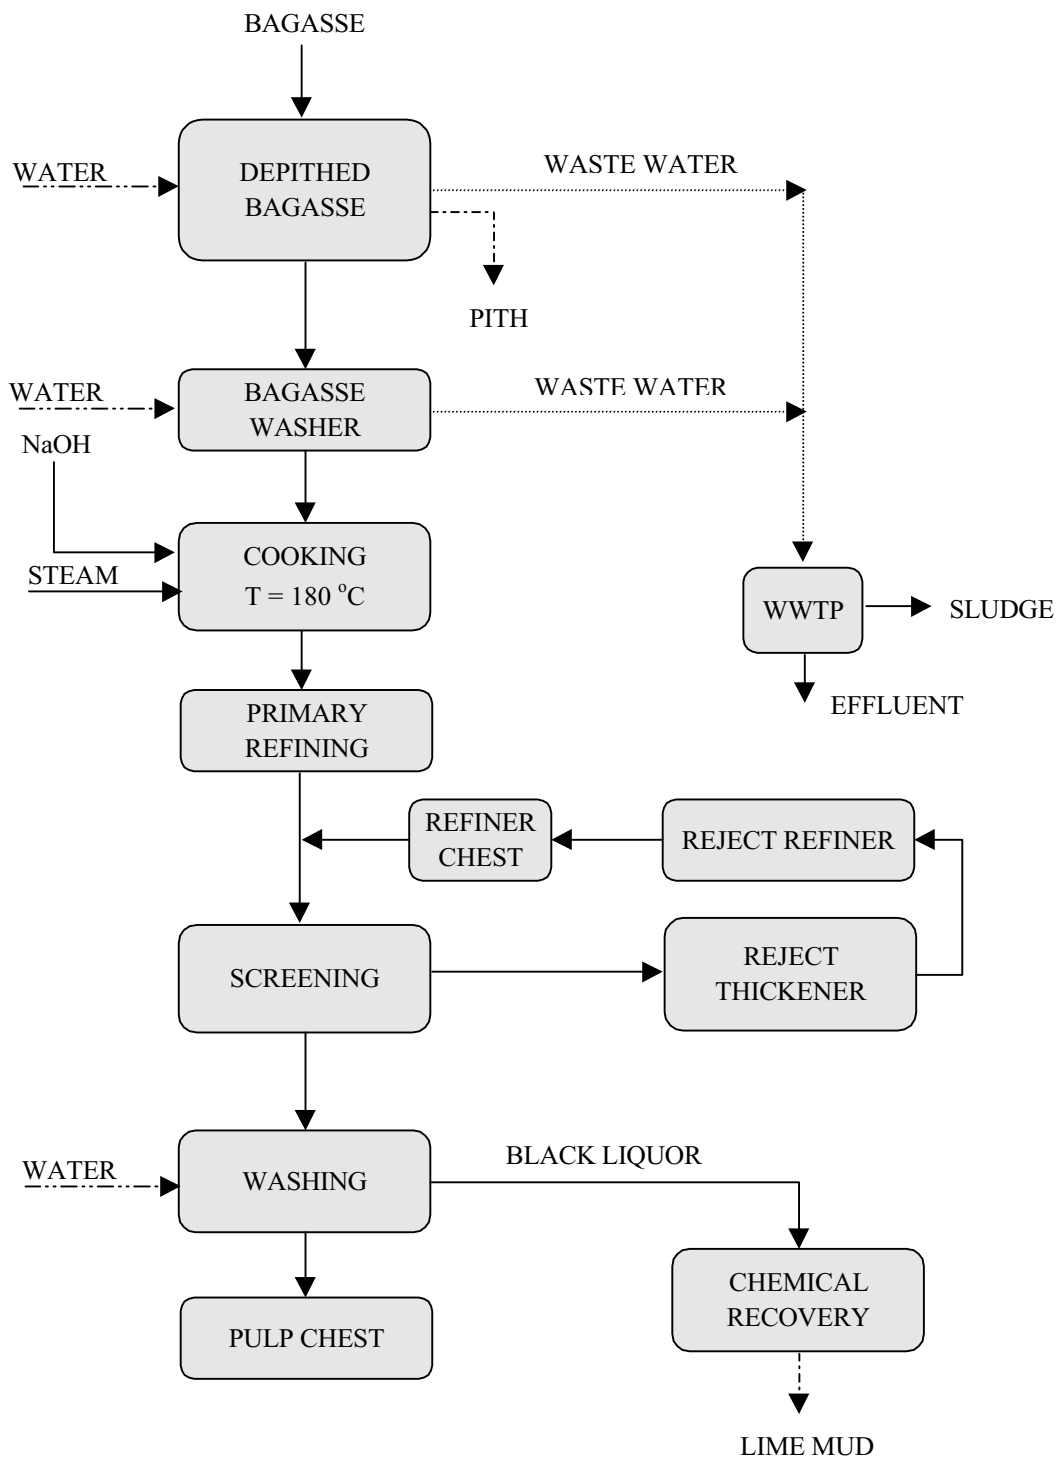 BAGASSE
WATER
DEPITHED
BAGASSE
WASTE WATER
PITH
WATER
BAGASSE
WASHER
WASTE WATER
NaOH
STEAM
COOKING
T = 180 °C
WWTP
SLUDGE
EFFLUENT
PRIMARY
REFINING
REFINER
CHEST
REJECT REFINER
SCREENING
REJECT
THICKENER
WATER
WASHING
BLACK LIQUOR
CHEMICAL
RECOVERY
PULP CHEST
LIME MUD